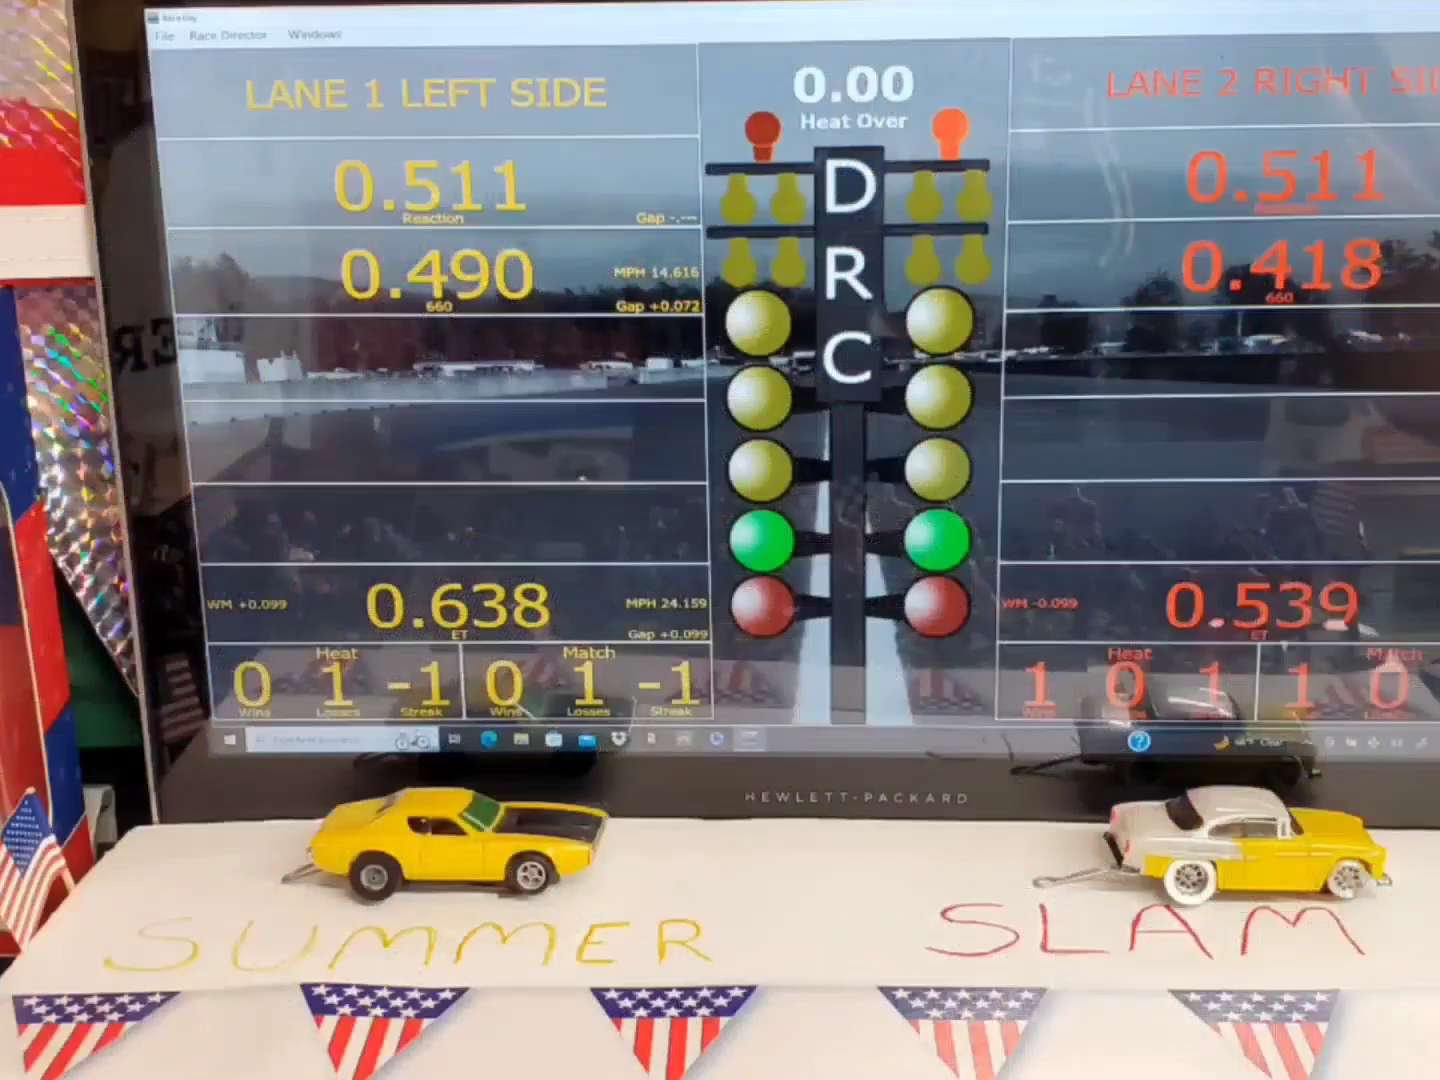 Race Day
File Race Director Windows
LANE 1 LEFT SIDE
0.511
Reaction
Gap -.---
0.490
660
MPH 14.616
Gap +0.072
WM +0.099
0.638
ET
MPH 24.159
Gap +0.099
Heat
0 1 -1
Wins Losses Streak
Match
0 1 -1
Wins Losses Streak
0.00
Heat Over
D
R
C
LANE 2 RIGHT
0.511
0.418
660
WM -0.099
0.539
ET
Heat
1 0 1
Match
1 0
HEWLETT-PACKARD
SUMMER SLAM